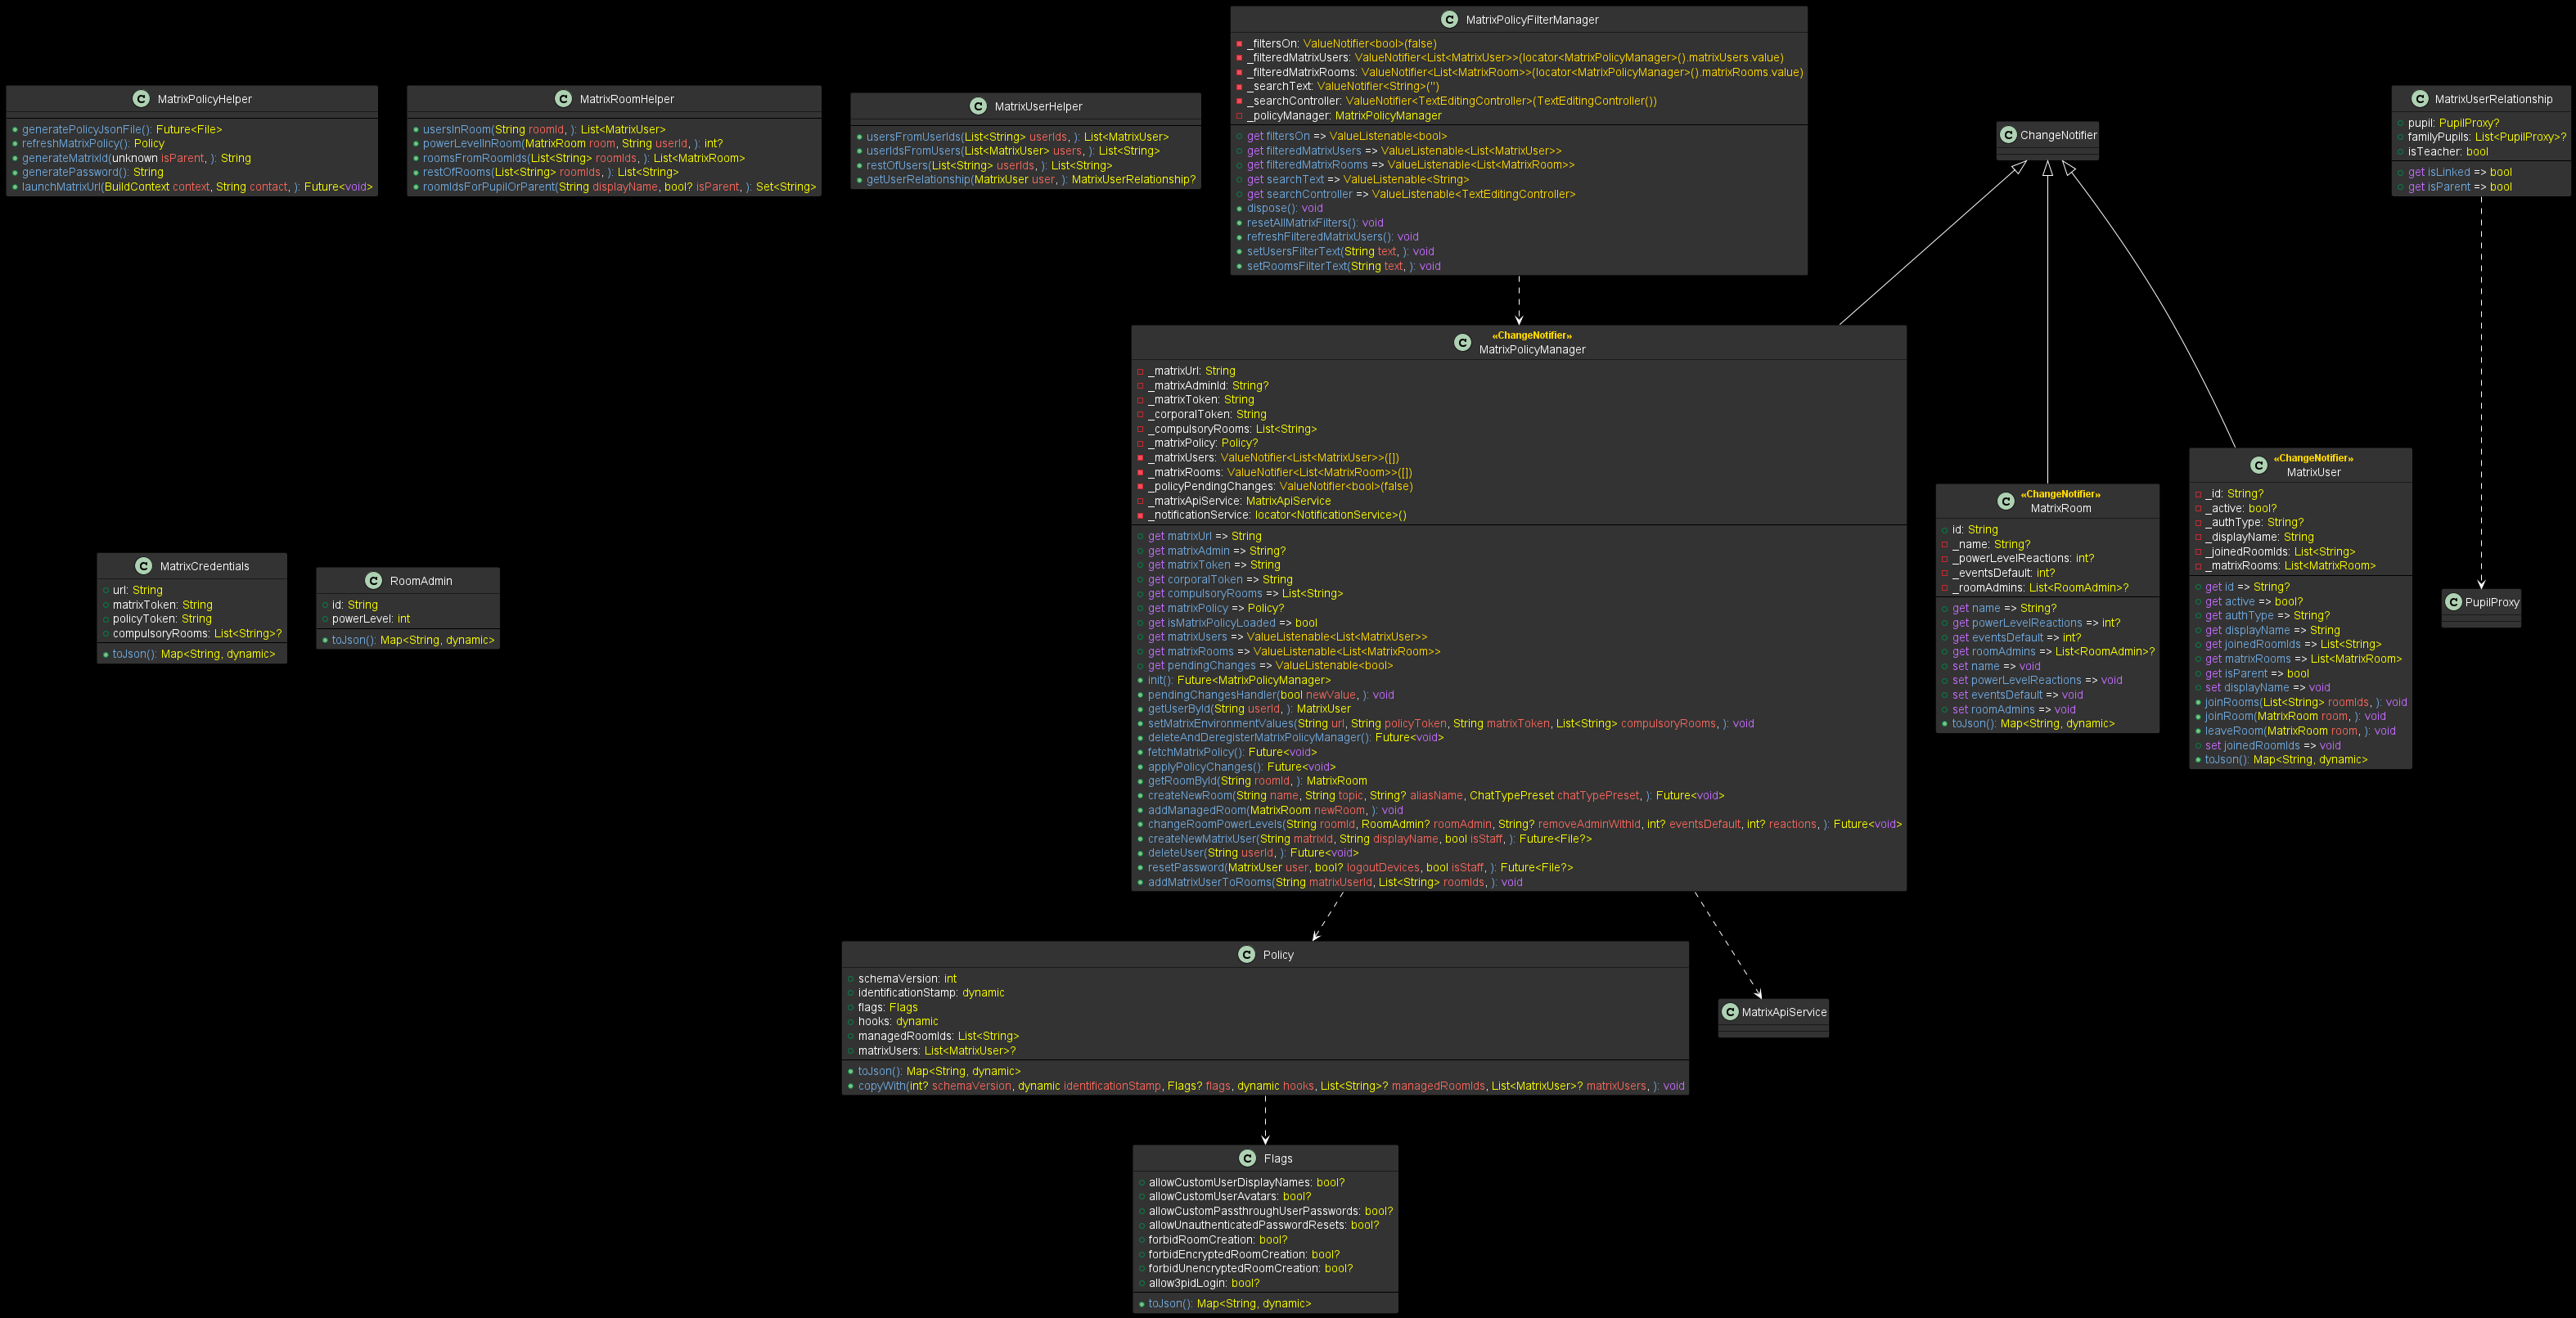 C MatrixPolicyHelper
generatePolicyJsonFile(): Future<File>
refreshMatrixPolicy(): Policy
generateMatrixId(unknown isParent, ): String
generatePassword(): String
launchMatrixUrl(BuildContext context, String contact, ): Future<void>
C MatrixRoomHelper
usersInRoom(String roomId, ): List<MatrixUser>
powerLevelInRoom(MatrixRoom room, String userId, ): int?
roomsFromRoomIds(List<String> roomIds, ): List<MatrixRoom>
restOfRooms(List<String> roomIds, ): List<String>
roomIdsForPupilOrParent(String displayName, bool? isParent, ): Set<String>
C MatrixUserHelper
usersFromUserIds(List<String> userIds, ): List<MatrixUser>
userIdsFromUsers(List<MatrixUser> users, ): List<String>
restOfUsers(List<String> userIds, ): List<String>
getUserRelationship(MatrixUser user, ): MatrixUserRelationship?
C MatrixPolicyFilterManager
_filtersOn: ValueNotifier<bool>(false)
_filteredMatrixUsers: ValueNotifier<List<MatrixUser>>(locator<MatrixPolicyManager>().matrixUsers.value)
_filteredMatrixRooms: ValueNotifier<List<MatrixRoom>>(locator<MatrixPolicyManager>().matrixRooms.value)
_searchText: ValueNotifier<String>('')
_searchController: ValueNotifier<TextEditingController>(TextEditingController())
_policyManager: MatrixPolicyManager
get filtersOn => ValueListenable<bool>
get filteredMatrixUsers => ValueListenable<List<MatrixUser>>
get filteredMatrixRooms => ValueListenable<List<MatrixRoom>>
get searchText => ValueListenable<String>
get searchController => ValueListenable<TextEditingController>
dispose(): void
resetAllMatrixFilters(): void
refreshFilteredMatrixUsers(): void
setUsersFilterText(String text, ): void
setRoomsFilterText(String text, ): void
C ChangeNotifier
C MatrixUserRelationship
pupil: PupilProxy?
familyPupils: List<PupilProxy>?
isTeacher: bool
get isLinked => bool
get isParent => bool
«ChangeNotifier»
C MatrixPolicyManager
_matrixUrl: String
_matrixAdminId: String?
_matrixToken: String
_corporalToken: String
_compulsoryRooms: List<String>
_matrixPolicy: Policy?
_matrixUsers: ValueNotifier<List<MatrixUser>>([])
_matrixRooms: ValueNotifier<List<MatrixRoom>>([])
_policyPendingChanges: ValueNotifier<bool>(false)
_matrixApiService: MatrixApiService
_notificationService: locator<NotificationService>()
get matrixUrl => String
get matrixAdmin => String?
get matrixToken => String
get corporalToken => String
get compulsoryRooms => List<String>
get matrixPolicy => Policy?
get isMatrixPolicyLoaded => bool
get matrixUsers => ValueListenable<List<MatrixUser>>
get matrixRooms => ValueListenable<List<MatrixRoom>>
get pendingChanges => ValueListenable<bool>
init(): Future<MatrixPolicyManager>
pendingChangesHandler(bool newValue, ): void
getUserById(String userId, ): MatrixUser
setMatrixEnvironmentValues(String url, String policyToken, String matrixToken, List<String> compulsoryRooms, ): void
deleteAndDeregisterMatrixPolicyManager(): Future<void>
fetchMatrixPolicy(): Future<void>
applyPolicyChanges(): Future<void>
getRoomById(String roomId, ): MatrixRoom
createNewRoom(String name, String topic, String? aliasName, ChatTypePreset chatTypePreset, ): Future<void>
addManagedRoom(MatrixRoom newRoom, ): void
changeRoomPowerLevels(String roomId, RoomAdmin? roomAdmin, String? removeAdminWithId, int? eventsDefault, int? reactions, ): Future<void>
createNewMatrixUser(String matrixId, String displayName, bool isStaff, ): Future<File?>
deleteUser(String userId, ): Future<void>
resetPassword(MatrixUser user, bool? logoutDevices, bool isStaff, ): Future<File?>
addMatrixUserToRooms(String matrixUserId, List<String> roomIds, ): void
«ChangeNotifier»
C MatrixRoom
id: String
_name: String?
_powerLevelReactions: int?
_eventsDefault: int?
_roomAdmins: List<RoomAdmin>?
get name => String?
get powerLevelReactions => int?
get eventsDefault => int?
get roomAdmins => List<RoomAdmin>?
set name => void
set powerLevelReactions => void
set eventsDefault => void
set roomAdmins => void
toJson(): Map<String, dynamic>
«ChangeNotifier»
C MatrixUser
_id: String?
_active: bool?
_authType: String?
_displayName: String
_joinedRoomIds: List<String>
_matrixRooms: List<MatrixRoom>
get id => String?
get active => bool?
get authType => String?
get displayName => String
get joinedRoomIds => List<String>
get matrixRooms => List<MatrixRoom>
get isParent => bool
set displayName => void
joinRooms(List<String> roomIds, ): void
joinRoom(MatrixRoom room, ): void
leaveRoom(MatrixRoom room, ): void
set joinedRoomIds => void
toJson(): Map<String, dynamic>
C PupilProxy
C MatrixCredentials
url: String
matrixToken: String
policyToken: String
compulsoryRooms: List<String>?
toJson(): Map<String, dynamic>
C RoomAdmin
id: String
powerLevel: int
toJson(): Map<String, dynamic>
C Policy
schemaVersion: int
identificationStamp: dynamic
flags: Flags
hooks: dynamic
managedRoomIds: List<String>
matrixUsers: List<MatrixUser>?
toJson(): Map<String, dynamic>
copyWith(int? schemaVersion, dynamic identificationStamp, Flags? flags, dynamic hooks, List<String>? managedRoomIds, List<MatrixUser>? matrixUsers, ): void
C MatrixApiService
C Flags
allowCustomUserDisplayNames: bool?
allowCustomUserAvatars: bool?
allowCustomPassthroughUserPasswords: bool?
allowUnauthenticatedPasswordResets: bool?
forbidRoomCreation: bool?
forbidEncryptedRoomCreation: bool?
forbidUnencryptedRoomCreation: bool?
allow3pidLogin: bool?
toJson(): Map<String, dynamic>